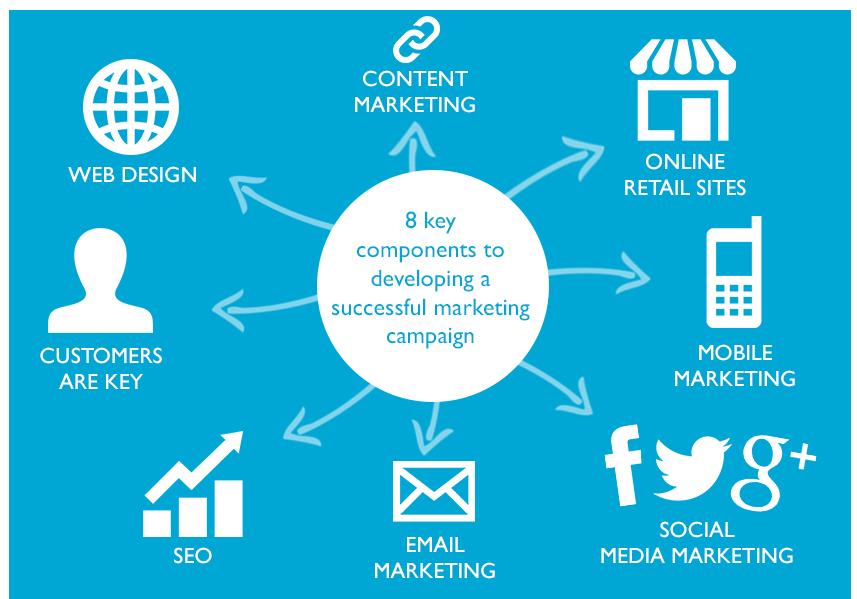 8 key
components to
developing a
successful marketing
campaign
CONTENT
MARKETING
ONLINE
RETAIL SITES
MOBILE
MARKETING
f g+
SOCIAL
MEDIA MARKETING
EMAIL
MARKETING
SEO
CUSTOMERS
ARE KEY
WEB DESIGN